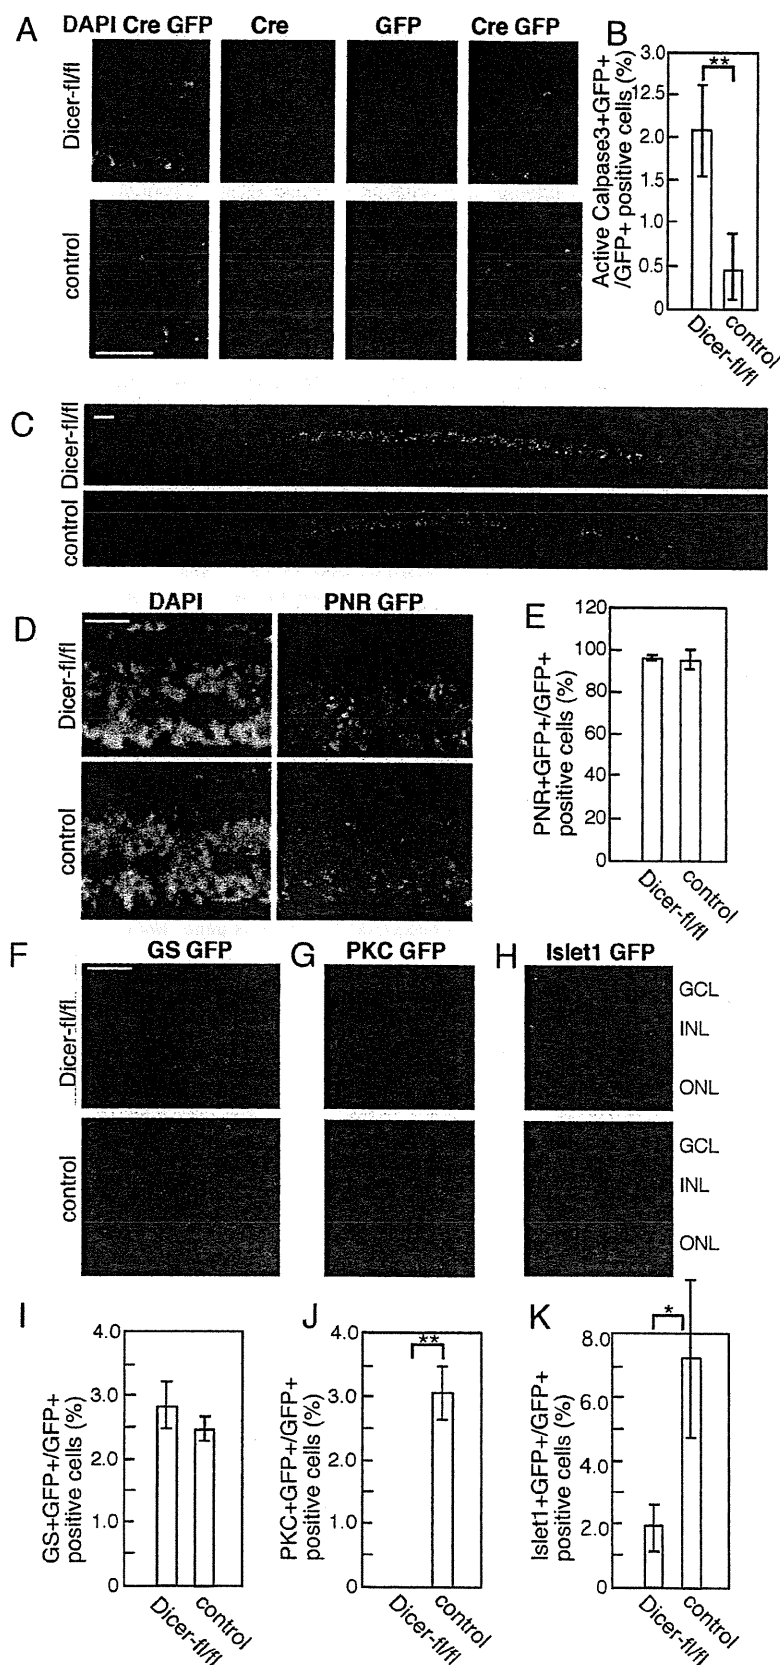 A
DAPI Cre GFP
Cre
GFP
Cre GFP
Dicer-fl/fl
control
B
Active Calpase3+GFP+
/GFP+ positive cells (%)
3.0
12.5
2.0
1.5
1.0
0.5
0
**
Dicer-fl/fl
control
C
Dicer-fl/fl
control
D
DAPI
PNR GFP
Dicer-fl/fl
control
E
PNR+GFP+/GFP+
positive cells (%)
120
100
80
60
40
20
0
Dicer-fl/fl
control
F
GS GFP
G
PKC GFP
H
Islet1 GFP
Dicer-fl/fl
control
GCL
INL
ONL
GCL
INL
ONL
I
GS+GFP+/GFP+
positive cells (%)
4.0
3.0
2.0
1.0
0
Dicer-fl/fl
control
J
PKC+GFP+/GFP+
positive cells (%)
4.0
3.0
2.0
1.0
0
**
Dicer-fl/fl
control
K
Islet1+GFP+/GFP+
positive cells (%)
8.0
6.0
4.0
2.0
0
*
Dicer-fl/fl
control